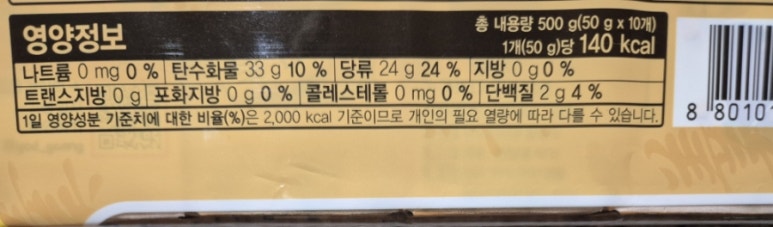 영양정보
총 내용량 500 g(50 g x 10개)
1개(50 g)당 140 kcal
나트륨 0 mg 0 % 탄수화물 33 g 10 % 당류 24 g 24 % 지방 0 g 0 %
트랜스지방 0 g 포화지방 0 g 0 % 콜레스테롤 0 mg 0 % 단백질 2 g 4 %
1일 영양성분 기준치에 대한 비율(%)은 2,000 kcal 기준이므로 개인의 필요 열량에 따라 다를 수 있습니다.
8 80101